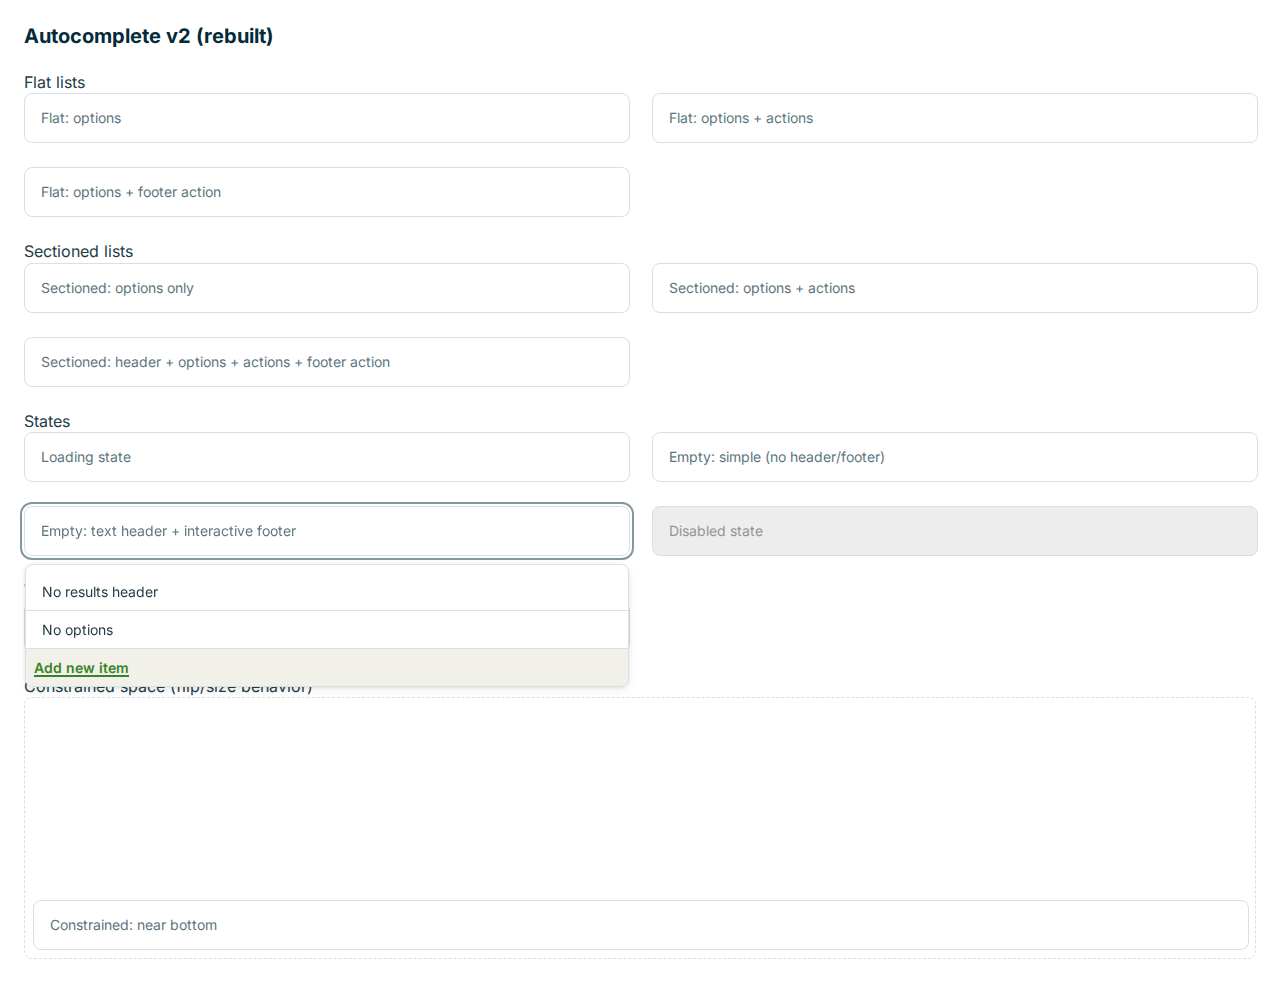 Autocomplete v2 (rebuilt)
Flat lists
Flat: options
Flat: options + actions
Flat: options + footer action
Sectioned lists
Sectioned: options only
Sectioned: options + actions
Sectioned: header + options + actions + footer action
States
Loading state
Empty: simple (no header/footer)
Empty: text header + interactive footer
Disabled state
No results header
No options
Add new item
Constrained space (flip/size behavior)
Constrained: near bottom